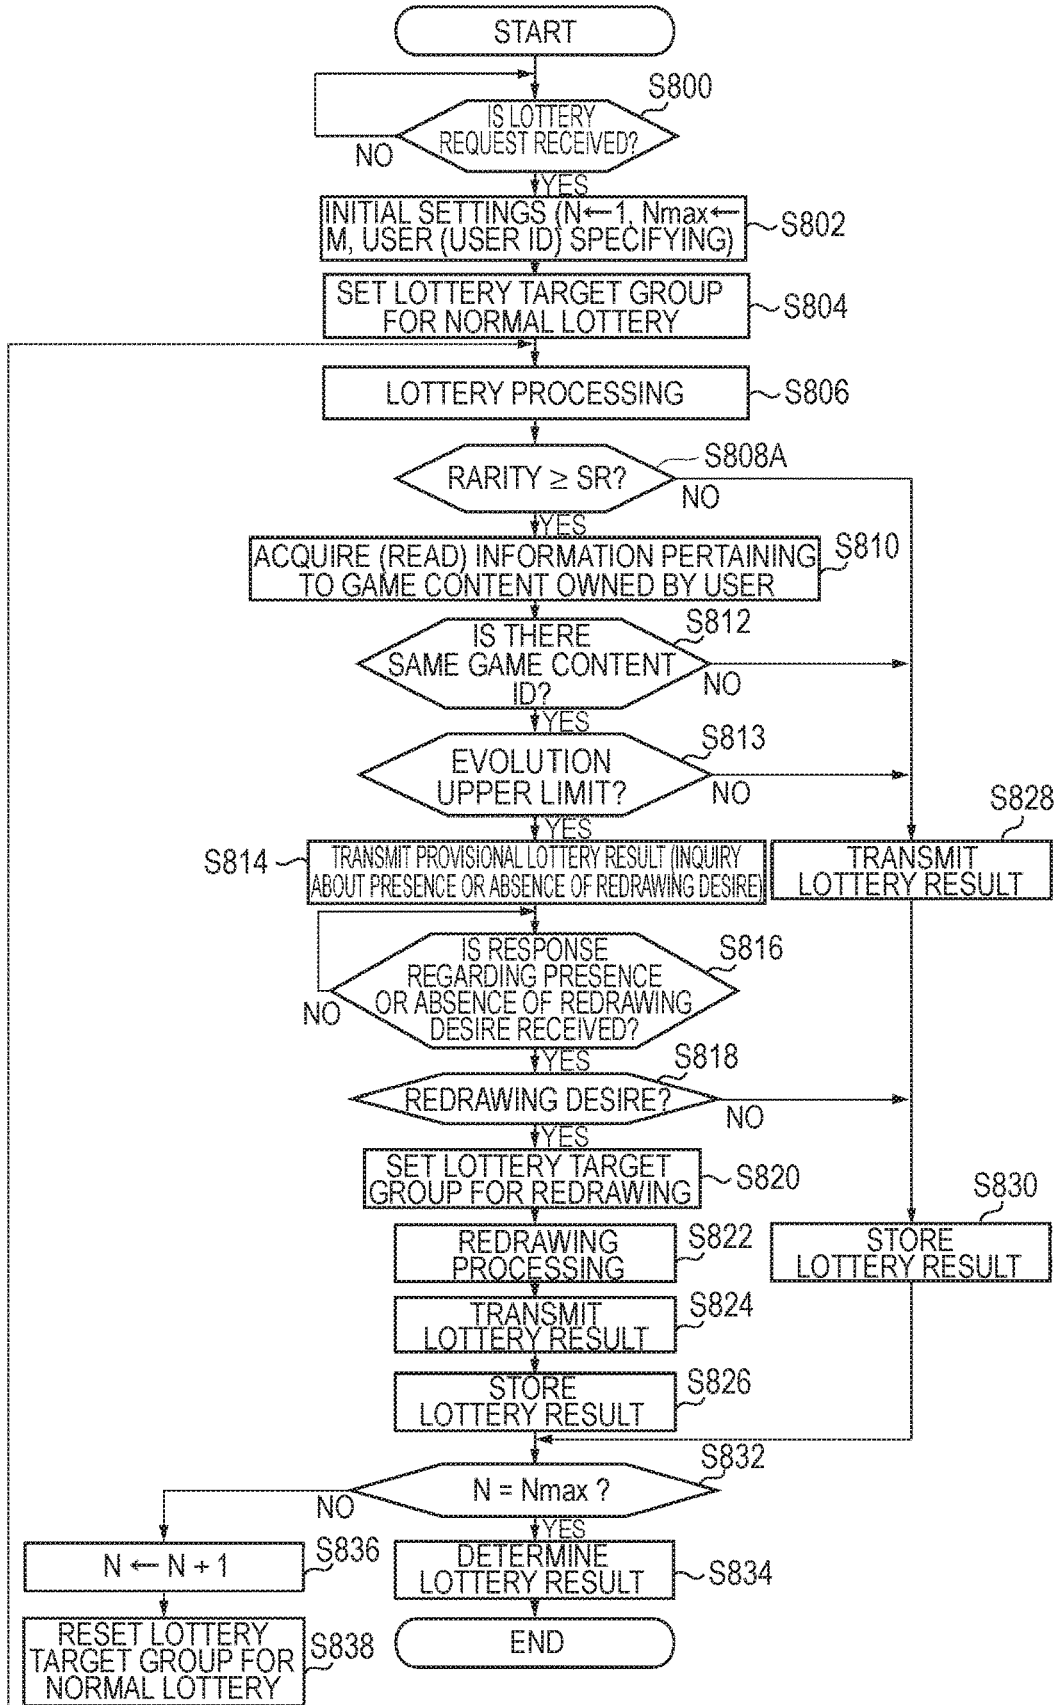 START
S800
IS LOTTERY
REQUEST RECEIVED?
NO
YES
INITIAL SETTINGS (N←1, Nmax←
M, USER (USER ID) SPECIFYING)
S802
SET LOTTERY TARGET GROUP
FOR NORMAL LOTTERY
S804
LOTTERY PROCESSING
S806
RARITY ≥ SR?
S808A
NO
YES
ACQUIRE (READ) INFORMATION PERTAINING
TO GAME CONTENT OWNED BY USER
S810
IS THERE
SAME GAME CONTENT
ID?
S812
NO
YES
EVOLUTION
UPPER LIMIT?
S813
NO
YES
S814
TRANSMIT PROVISIONAL LOTTERY RESULT (INQUIRY
ABOUT PRESENCE OR ABSENCE OF REDRAWING DESIRE)
S828
TRANSMIT
LOTTERY RESULT
IS RESPONSE
REGARDING PRESENCE
OR ABSENCE OF REDRAWING
DESIRE RECEIVED?
S816
NO
YES
REDRAWING DESIRE?
S818
NO
YES
SET LOTTERY TARGET
GROUP FOR REDRAWING
S820
REDRAWING
PROCESSING
S822
S830
STORE
LOTTERY RESULT
TRANSMIT
LOTTERY RESULT
S824
STORE
LOTTERY RESULT
S826
N = Nmax ?
S832
NO
YES
N ← N + 1
S836
DETERMINE
LOTTERY RESULT
S834
RESET LOTTERY
TARGET GROUP FOR
NORMAL LOTTERY
S838
END